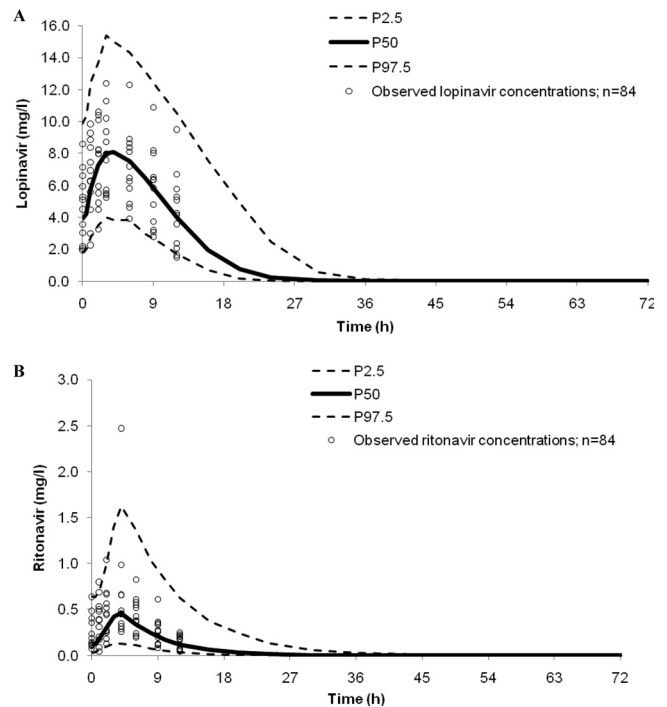 A
P2.5
P50
P97.5
Observed lopinavir concentrations; n=84
Lopinavir (mg/l)
16.0
14.0
12.0
10.0
8.0
6.0
4.0
2.0
0.0
0 9 18 27 36 45 54 63 72
Time (h)
B
P2.5
P50
P97.5
Observed ritonavir concentrations; n=84
Ritonavir (mg/l)
3.0
2.5
2.0
1.5
1.0
0.5
0.0
0 9 18 27 36 45 54 63 72
Time (h)